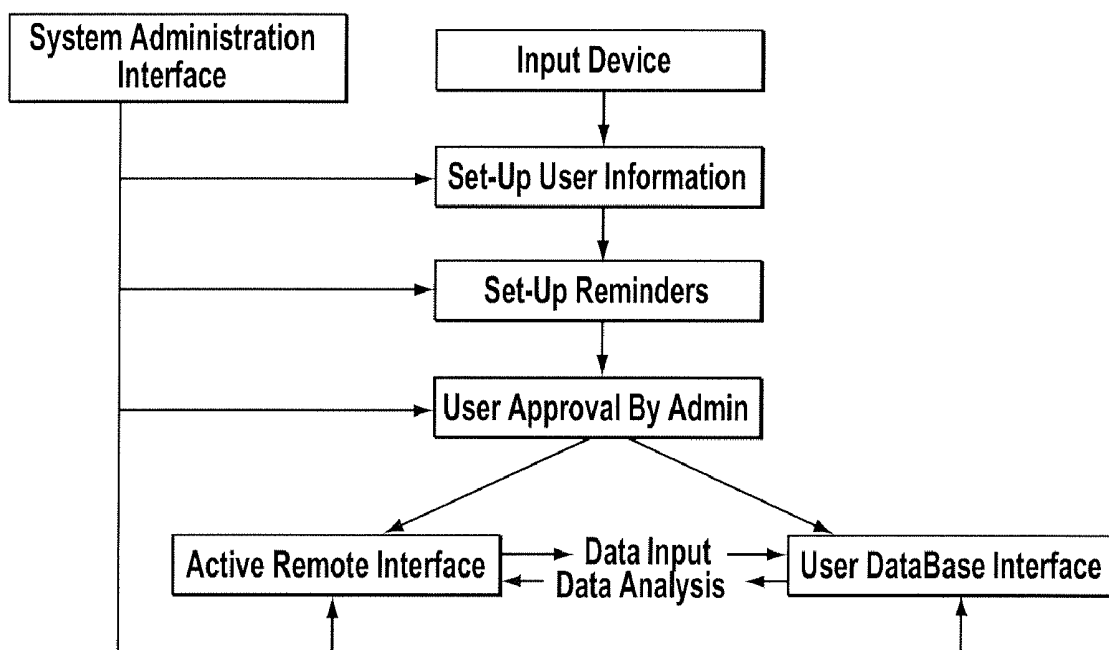 System Administration
Interface
Input Device
Set-Up User Information
Set-Up Reminders
User Approval By Admin
Active Remote Interface
Data Input
Data Analysis
User DataBase Interface